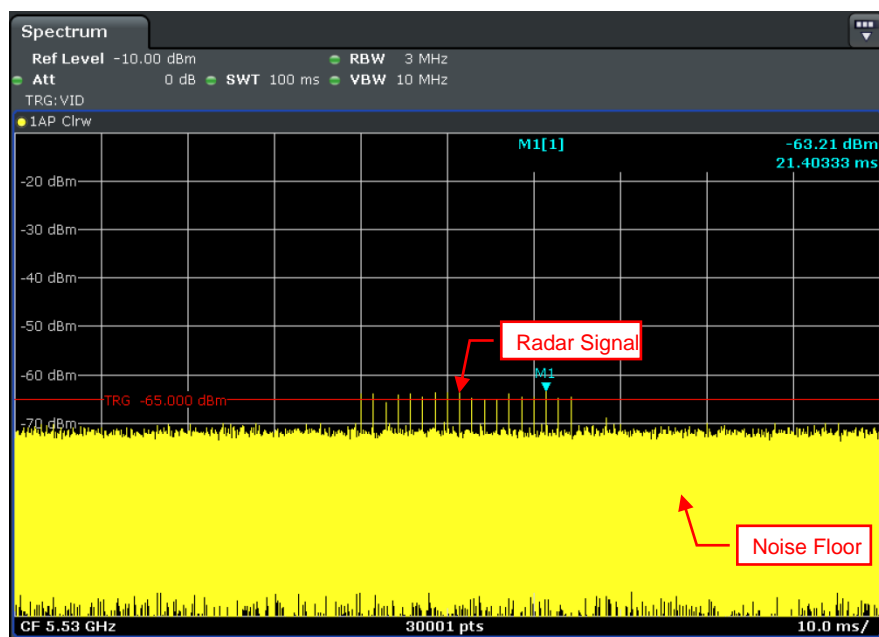 Spectrum
Ref Level -10.00 dBm RBW 3 MHz
Att 0 dB SWT 100 ms VBW 10 MHz
TRG:VID
1AP Clrw
M1[1] -63.21 dBm
21.40333 ms
-20 dBm
-30 dBm
-40 dBm
-50 dBm
Radar Signal
-60 dBm
M1
TRG -65.000 dBm
-70 dBm
Noise Floor
CF 5.53 GHz 30001 pts 10.0 ms/